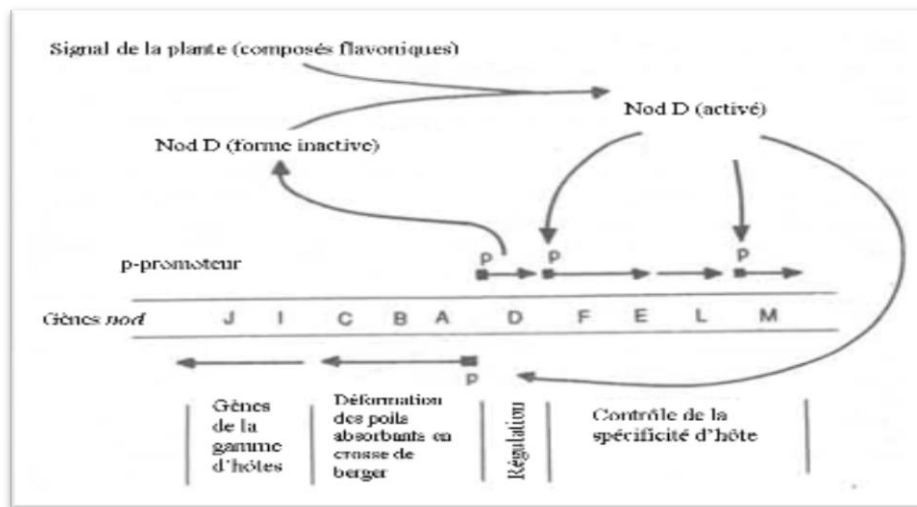 Signal de la plante (composés flavoniques)
Nod D (activé)
Nod D (forme inactive)
p-promoteur
P P P
Gènes nod J I C B A D F E L M
P
Gènes
de la
gamme
d'hôtes
Déformation
des poils
absorbants en
crosse de
berger
Régulation
Contrôle de la
spécificité d'hôte